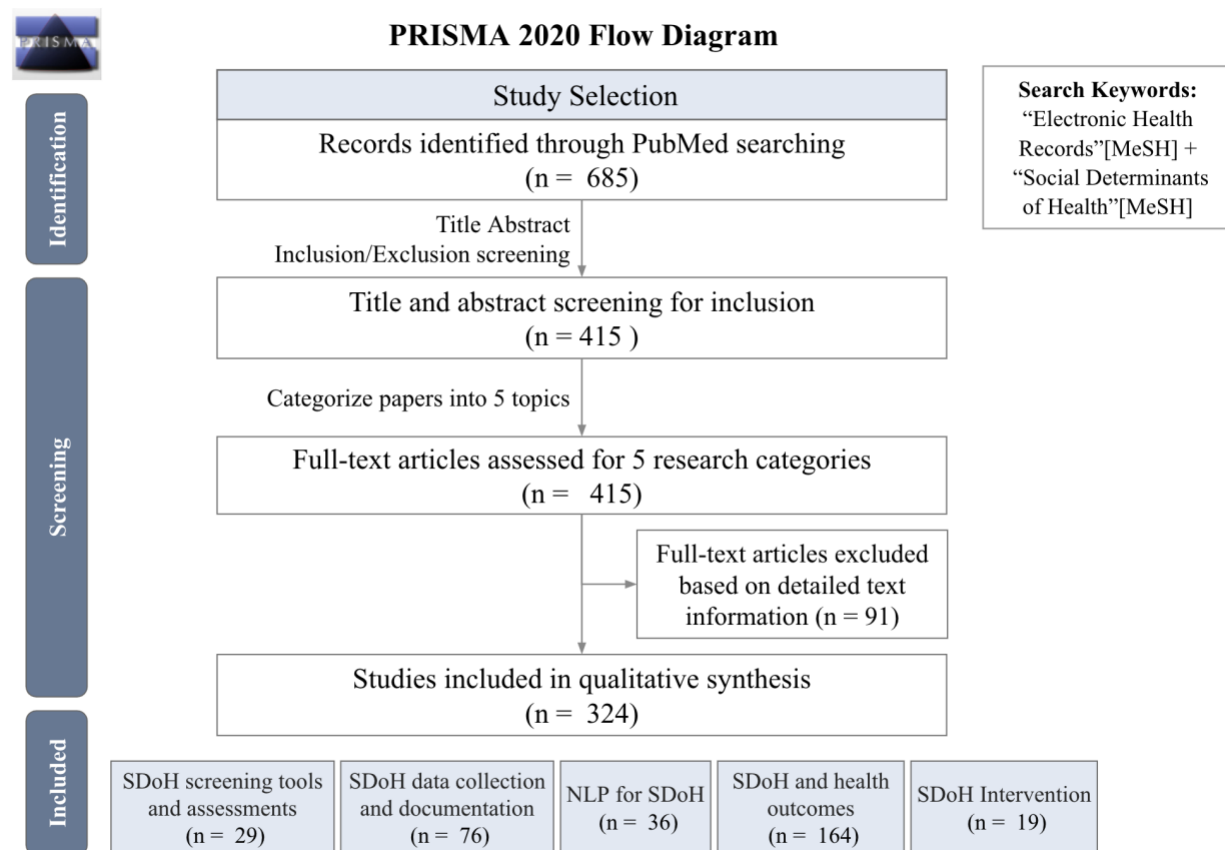 PRISMA
PRISMA 2020 Flow Diagram
Identification
Study Selection
Records identified through PubMed searching
(n = 685)
Search Keywords:
“Electronic Health
Records”[MeSH] +
“Social Determinants
of Health”[MeSH]
Title Abstract
Inclusion/Exclusion screening
Screening
Title and abstract screening for inclusion
(n = 415 )
Categorize papers into 5 topics
Full-text articles assessed for 5 research categories
(n = 415)
Full-text articles excluded
based on detailed text
information (n = 91)
Studies included in qualitative synthesis
(n = 324)
Included
SDoH screening tools
and assessments
(n = 29)
SDoH data collection
and documentation
(n = 76)
NLP for SDoH
(n = 36)
SDoH and health
outcomes
(n = 164)
SDoH Intervention
(n = 19)